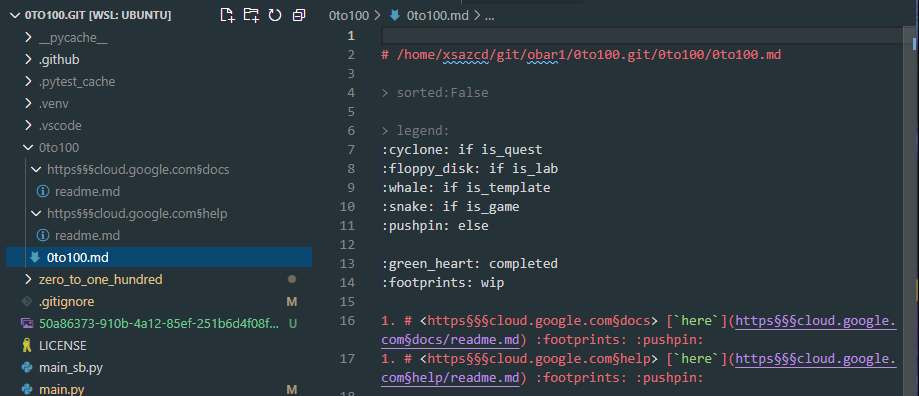 0TO100.GIT [WSL: UBUNTU]
__pycache__
.github
.pytest_cache
.venv
.vscode
0to100
https§§§cloud.google.com§docs
readme.md
https§§§cloud.google.com§help
readme.md
0to100.md
zero_to_one_hundred
.gitignore M
50a86373-910b-4a12-85ef-251b6d4f08f... U
LICENSE
main_sb.py
main.py M
0to100 > 0to100.md > ...
1
2 # /home/xsazcd/git/obar1/0to100.git/0to100/0to100.md
3
4 > sorted:False
5
6 > legend:
7 :cyclone: if is_quest
8 :floppy_disk: if is_lab
9 :whale: if is_template
10 :snake: if is_game
11 :pushpin: else
12
13 :green_heart: completed
14 :footprints: wip
15
16 1. # <https§§§cloud.google.com§docs> [`here`](https§§§cloud.google.
com§docs/readme.md) :footprints: :pushpin:
17 1. # <https§§§cloud.google.com§help> [`here`](https§§§cloud.google.
com§help/readme.md) :footprints: :pushpin: